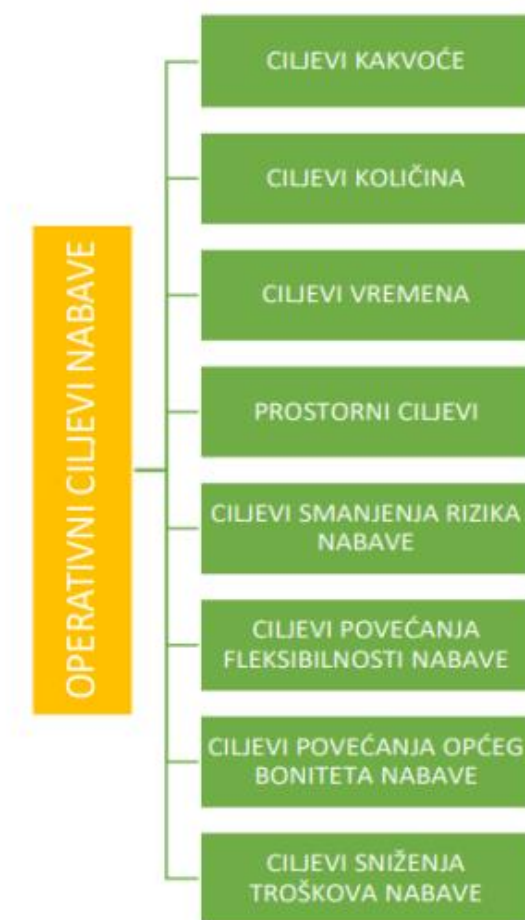 OPERATIVNI CILJEVI NABAVE
CILJEVI KAKVOĆE
CILJEVI KOLIČINA
CILJEVI VREMENA
PROSTORNI CILJEVI
CILJEVI SMANJENJA RIZIKA
NABAVE
CILJEVI POVEĆANJA
FLEKSIBILNOSTI NABAVE
CILJEVI POVEĆANJA OPĆEG
BONITETA NABAVE
CILJEVI SNIŽENJA
TROŠKOVA NABAVE